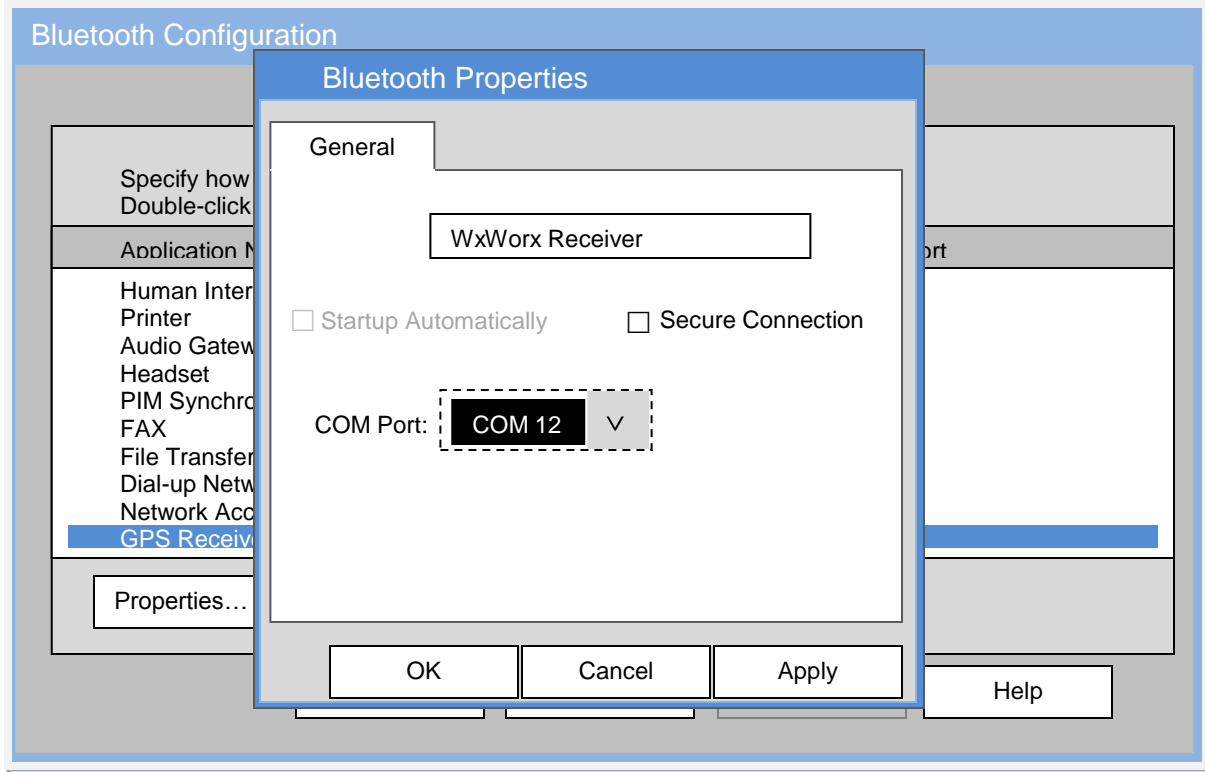 Bluetooth Configuration
Bluetooth Properties
General
Specify how
Double-click
WxWorx Receiver
Application N
ort
Human Inter
Printer
Audio Gatew
Headset
PIM Synchro
FAX
File Transfer
Dial-up Netw
Network Acc
GPS Receive
Startup Automatically
Secure Connection
COM Port:
COM 12
Properties…
OK
Cancel
Apply
Help